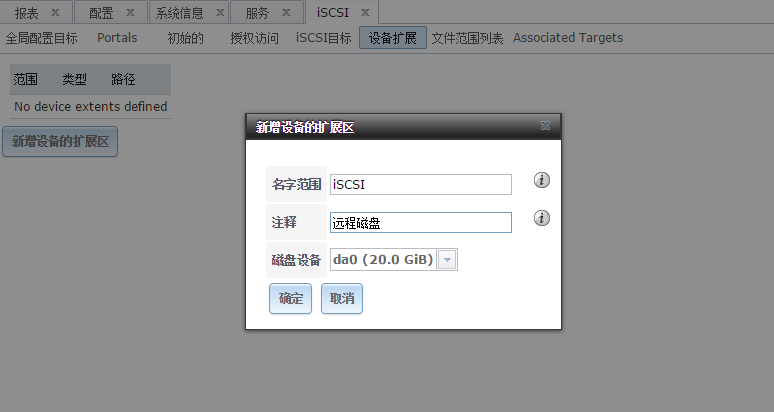 报表 配置 系统信息 服务 iSCSI
全局配置目标 Portals 初始的 授权访问 iSCSI目标 设备扩展 文件范围列表 Associated Targets
范围 类型 路径
No device extents defined
新增设备的扩展区
新增设备的扩展区
名字范围 iSCSI
注释 远程磁盘
磁盘设备 da0 (20.0 GiB)
确定 取消